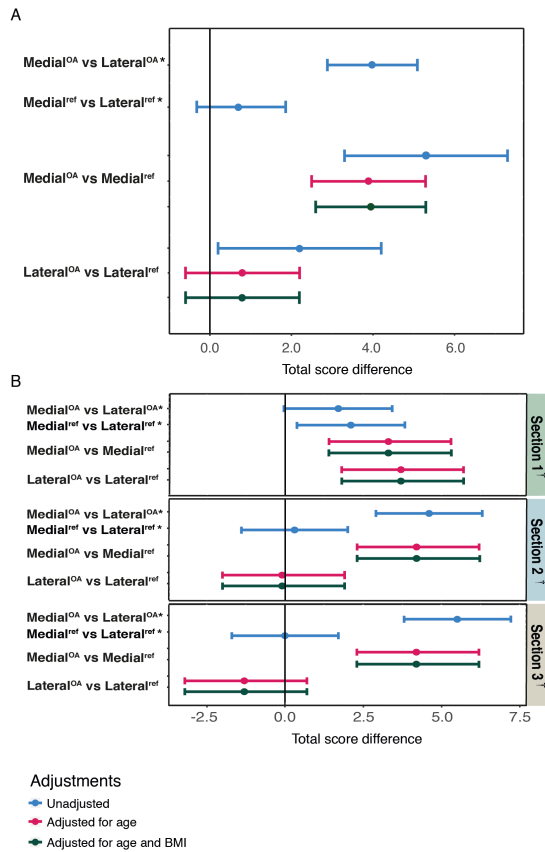 A
Medial^OA vs Lateral^OA *
Medial^ref vs Lateral^ref *
Medial^OA vs Medial^ref
Lateral^OA vs Lateral^ref
0.0 2.0 4.0 6.0
Total score difference
B
Medial^OA vs Lateral^OA*
Medial^ref vs Lateral^ref *
Medial^OA vs Medial^ref
Lateral^OA vs Lateral^ref
Section 1†
Medial^OA vs Lateral^OA*
Medial^ref vs Lateral^ref *
Medial^OA vs Medial^ref
Lateral^OA vs Lateral^ref
Section 2†
Medial^OA vs Lateral^OA*
Medial^ref vs Lateral^ref *
Medial^OA vs Medial^ref
Lateral^OA vs Lateral^ref
Section 3†
-2.5 0.0 2.5 5.0 7.5
Total score difference
Adjustments
Unadjusted
Adjusted for age
Adjusted for age and BMI